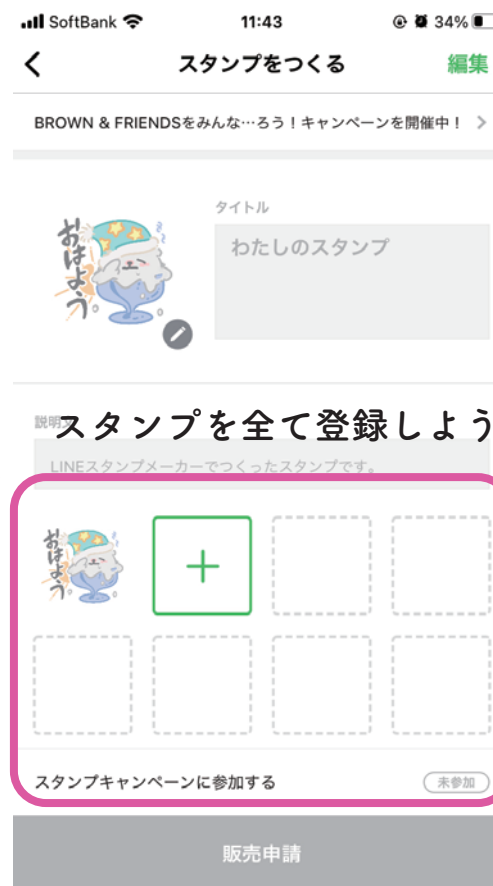 SoftBank 11:43 34%
スタンプをつくる 編集
BROWN & FRIENDSをみんな…ろう！キャンペーンを開催中！
タイトル
おはよう
わたしのスタンプ
説明文
スタンプを全て登録しよう
LINEスタンプメーカーでつくったスタンプです。
おはよう
スタンプキャンペーンに参加する 未参加
販売申請